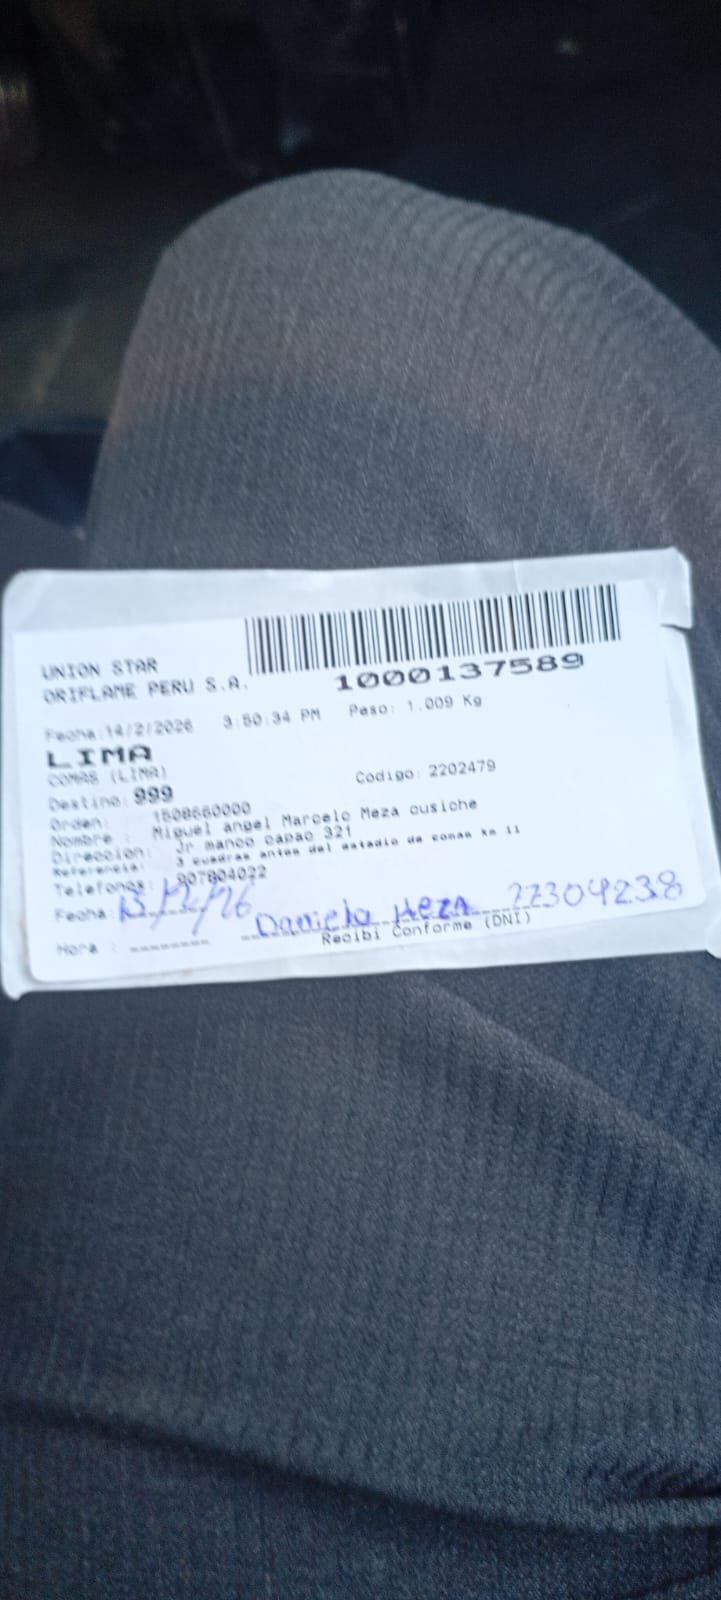 UNION STAR
ORIFLAME PERU S.A.
1000137589
Fecha:14/2/2026 3:50:34 PM Peso: 1.009 Kg
LIMA
COMAS (LIMA)
Codigo: 2202479
Destino: 999
Orden: 1508660000
Nombre : Miguel angel Marcelo Meza cusiche
Direccion: Jr manco capac 321
Referencia: 3 cuadras antes del estadio de comas km 11
Telefonos: 907804022
Fecha:
Daniela Meza 22304238
Hora : Recibi Conforme (DNI)